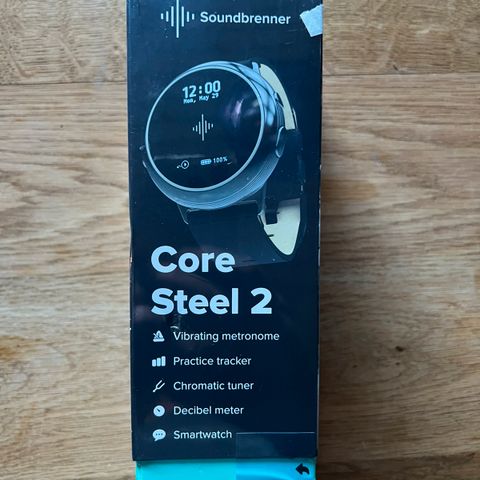 Soundbrenner
12:00
Mon, May 29
100%
Core
Steel 2
Vibrating metronome
Practice tracker
Chromatic tuner
Decibel meter
Smartwatch